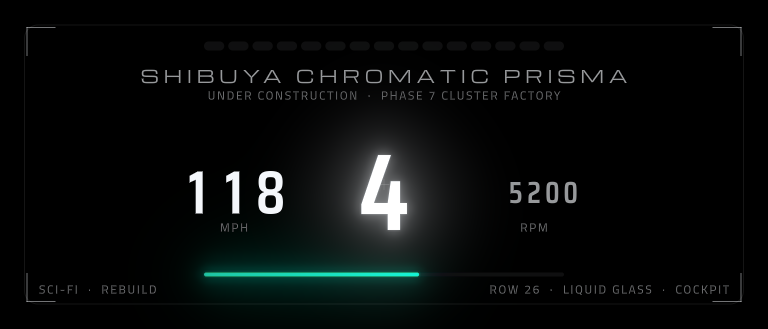 SHIBUYA CHROMATIC PRISMA
UNDER CONSTRUCTION · PHASE 7 CLUSTER FACTORY
118 4 5200
MPH RPM
SCI-FI · REBUILD ROW 26 · LIQUID GLASS · COCKPIT